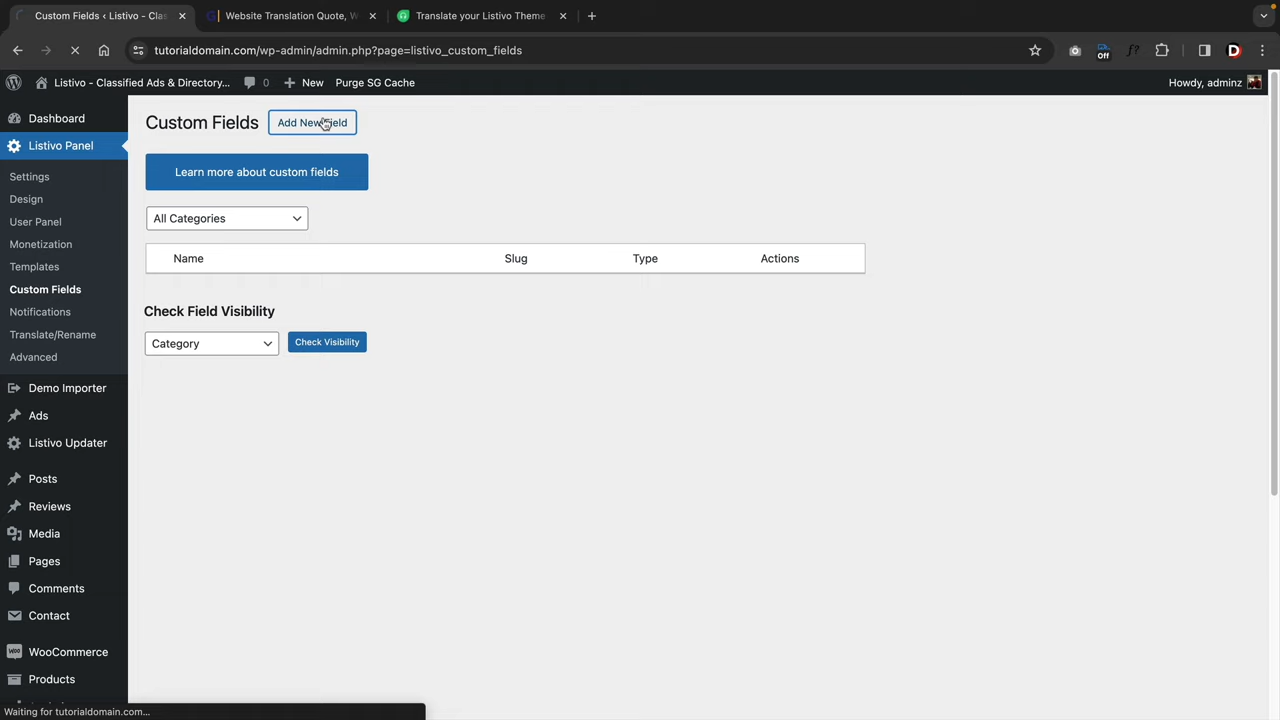 Custom Fields ‹ Listivo - Clas
Website Translation Quote, W
Translate your Listivo Theme
tutorialdomain.com/wp-admin/admin.php?page=listivo_custom_fields
Off
f?
D
Listivo - Classified Ads & Directory...
0
New
Purge SG Cache
Howdy, adminz
Dashboard
Listivo Panel
Settings
Design
User Panel
Monetization
Templates
Custom Fields
Notifications
Translate/Rename
Advanced
Demo Importer
Ads
Listivo Updater
Posts
Reviews
Media
Pages
Comments
Contact
WooCommerce
Products
Custom Fields
Add New Field
Learn more about custom fields
All Categories
Name Slug Type Actions
Check Field Visibility
Category
Check Visibility
Waiting for tutorialdomain.com...